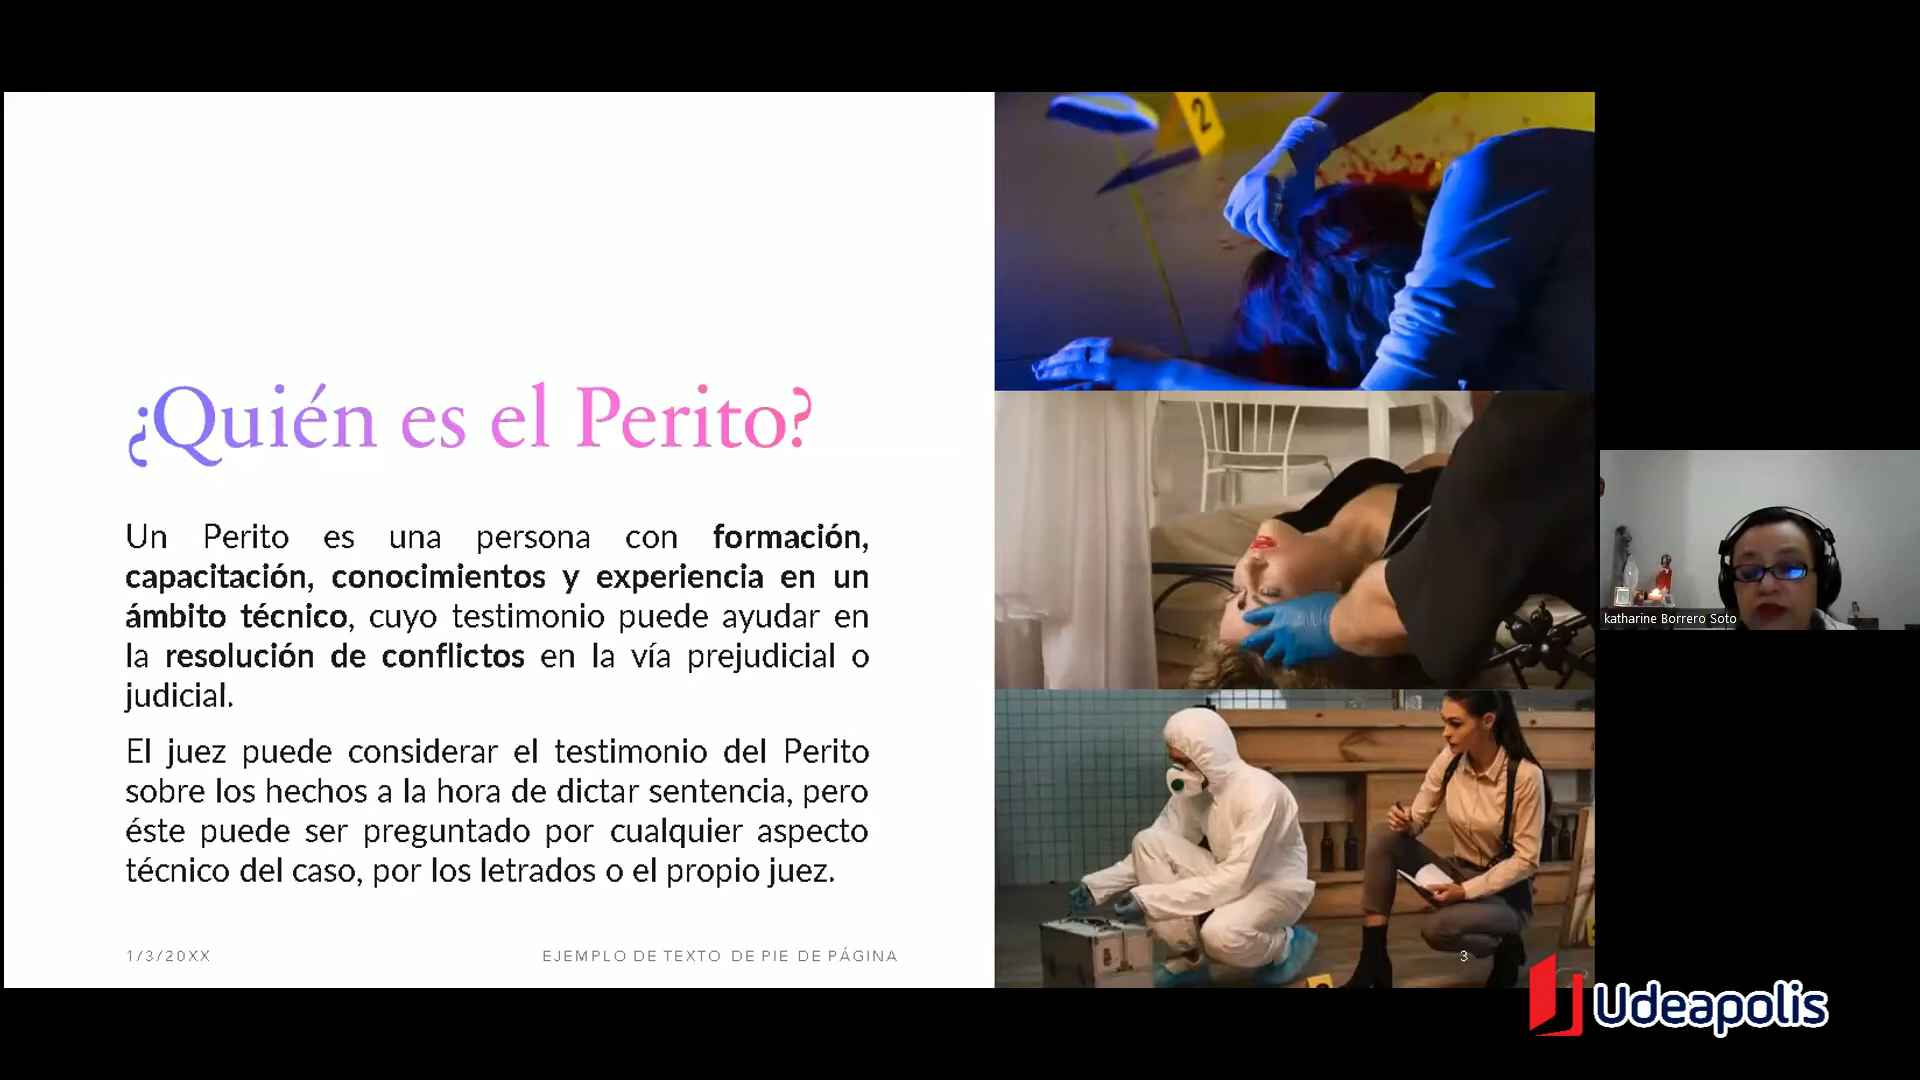 2
¿Quién es el Perito?
Un Perito es una persona con formación,
capacitación, conocimientos y experiencia en un
ámbito técnico, cuyo testimonio puede ayudar en
la resolución de conflictos en la vía prejudicial o
judicial.
El juez puede considerar el testimonio del Perito
sobre los hechos a la hora de dictar sentencia, pero
éste puede ser preguntado por cualquier aspecto
técnico del caso, por los letrados o el propio juez.
1/3/20XX
EJEMPLO DE TEXTO DE PIE DE PÁGINA
3
katharine Borrero Soto
Udeapolis